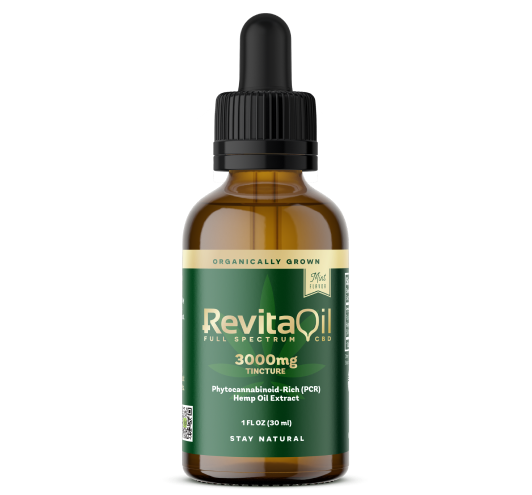 ORGANICALLY GROWN
Mint
FLAVOR
RevitaOil
FULL SPECTRUM CBD
3000mg
TINCTURE
Phytocannabinoid-Rich (PCR)
Hemp Oil Extract
1 FL OZ (30 ml)
STAY NATURAL